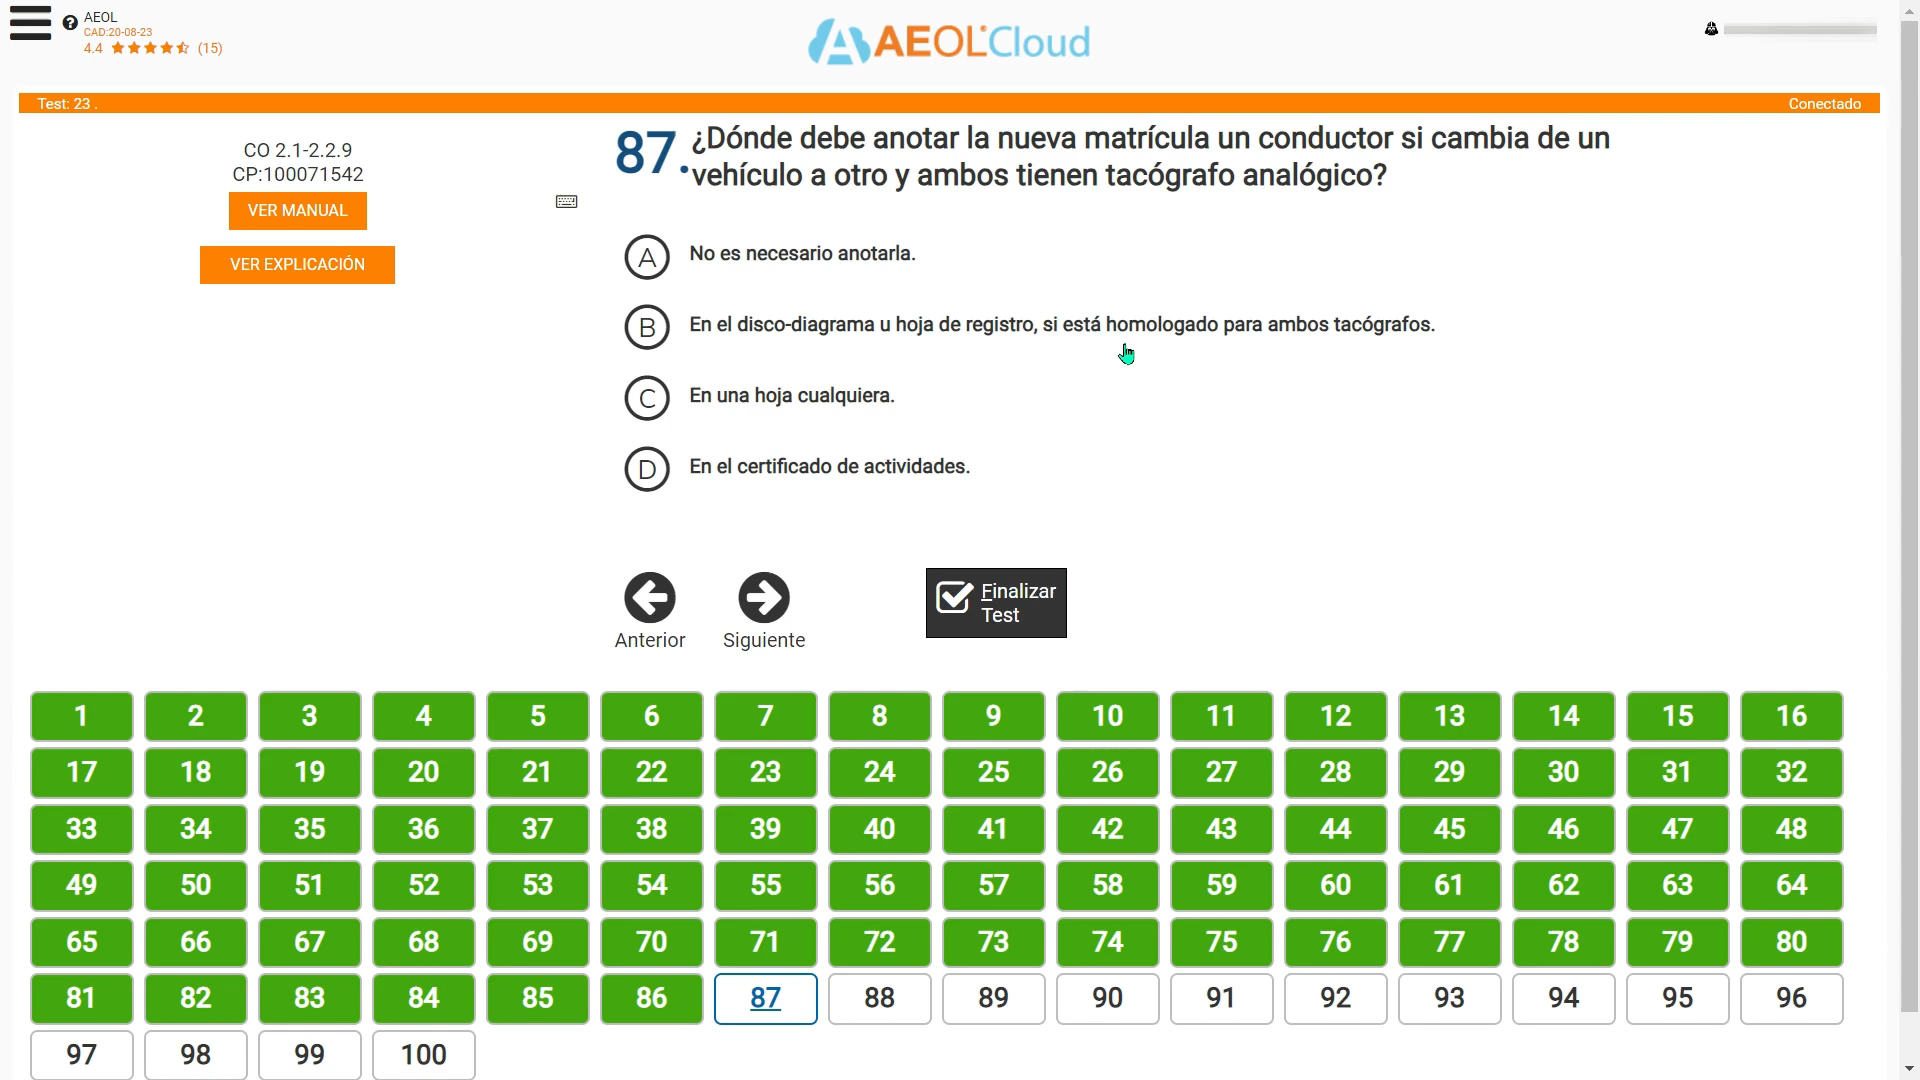 AEOL
CAD:20-08-23
4.4 (15)
AEOL Cloud
Test: 23 .
Conectado
CO 2.1-2.2.9
CP:100071542
VER MANUAL
VER EXPLICACIÓN
87. ¿Dónde debe anotar la nueva matrícula un conductor si cambia de un
vehículo a otro y ambos tienen tacógrafo analógico?
A No es necesario anotarla.
B En el disco-diagrama u hoja de registro, si está homologado para ambos tacógrafos.
C En una hoja cualquiera.
D En el certificado de actividades.
Anterior
Siguiente
Finalizar
Test
1 2 3 4 5 6 7 8 9 10 11 12 13 14 15 16
17 18 19 20 21 22 23 24 25 26 27 28 29 30 31 32
33 34 35 36 37 38 39 40 41 42 43 44 45 46 47 48
49 50 51 52 53 54 55 56 57 58 59 60 61 62 63 64
65 66 67 68 69 70 71 72 73 74 75 76 77 78 79 80
81 82 83 84 85 86 87 88 89 90 91 92 93 94 95 96
97 98 99 100